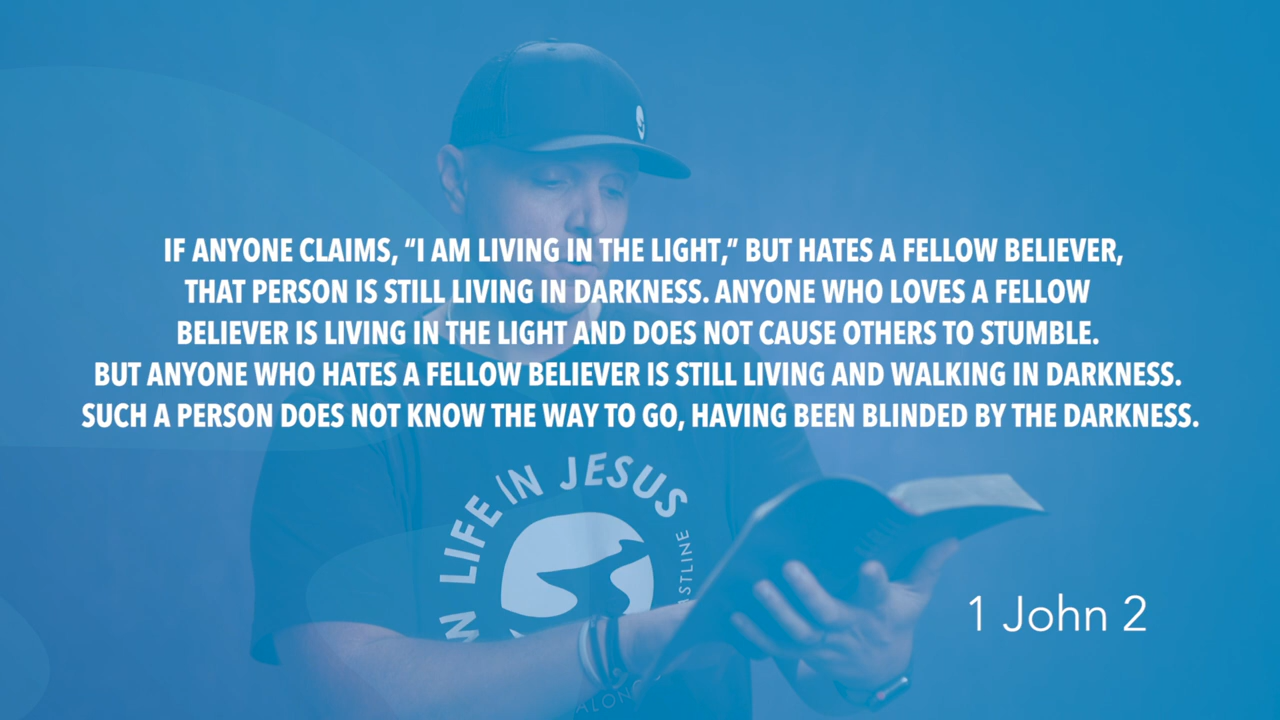 IF ANYONE CLAIMS, “I AM LIVING IN THE LIGHT,” BUT HATES A FELLOW BELIEVER,
THAT PERSON IS STILL LIVING IN DARKNESS. ANYONE WHO LOVES A FELLOW
BELIEVER IS LIVING IN THE LIGHT AND DOES NOT CAUSE OTHERS TO STUMBLE.
BUT ANYONE WHO HATES A FELLOW BELIEVER IS STILL LIVING AND WALKING IN DARKNESS.
SUCH A PERSON DOES NOT KNOW THE WAY TO GO, HAVING BEEN BLINDED BY THE DARKNESS.
LIFE IN JESUS
1 John 2